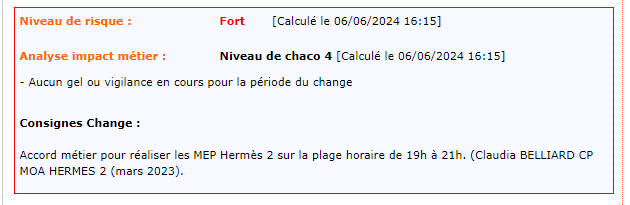 Niveau de risque : Fort [Calculé le 06/06/2024 16:15]
Analyse impact métier : Niveau de chaco 4 [Calculé le 06/06/2024 16:15]
- Aucun gel ou vigilance en cours pour la période du change
Consignes Change :
Accord métier pour réaliser les MEP Hermès 2 sur la plage horaire de 19h à 21h. (Claudia BELLIARD CP
MOA HERMES 2 (mars 2023).